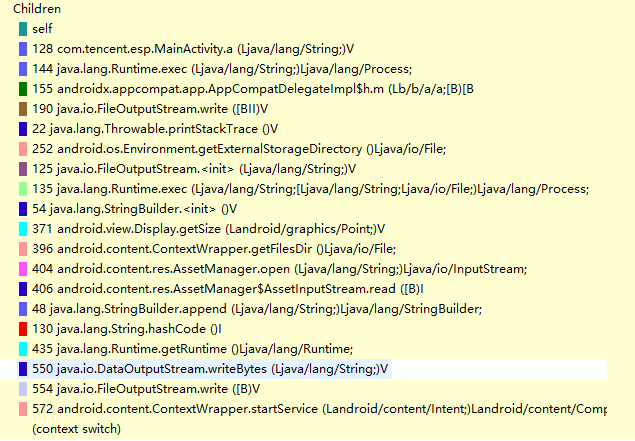 Children
self
128 com.tencent.esp.MainActivity.a (Ljava/lang/String;)V
144 java.lang.Runtime.exec (Ljava/lang/String;)Ljava/lang/Process;
155 androidx.appcompat.app.AppCompatDelegateImpl$h.m (Lb/b/a/a;[B)[B
190 java.io.FileOutputStream.write ([BII)V
22 java.lang.Throwable.printStackTrace ()V
252 android.os.Environment.getExternalStorageDirectory ()Ljava/io/File;
125 java.io.FileOutputStream.<init> (Ljava/lang/String;)V
135 java.lang.Runtime.exec (Ljava/lang/String;[Ljava/lang/String;Ljava/io/File;)Ljava/lang/Process;
54 java.lang.StringBuilder.<init> ()V
371 android.view.Display.getSize (Landroid/graphics/Point;)V
396 android.content.ContextWrapper.getFilesDir ()Ljava/io/File;
404 android.content.res.AssetManager.open (Ljava/lang/String;)Ljava/io/InputStream;
406 android.content.res.AssetManager$AssetInputStream.read ([B)I
48 java.lang.StringBuilder.append (Ljava/lang/String;)Ljava/lang/StringBuilder;
130 java.lang.String.hashCode ()I
435 java.lang.Runtime.getRuntime ()Ljava/lang/Runtime;
550 java.io.DataOutputStream.writeBytes (Ljava/lang/String;)V
554 java.io.FileOutputStream.write ([B)V
572 android.content.ContextWrapper.startService (Landroid/content/Intent;)Landroid/content/Comp
(context switch)